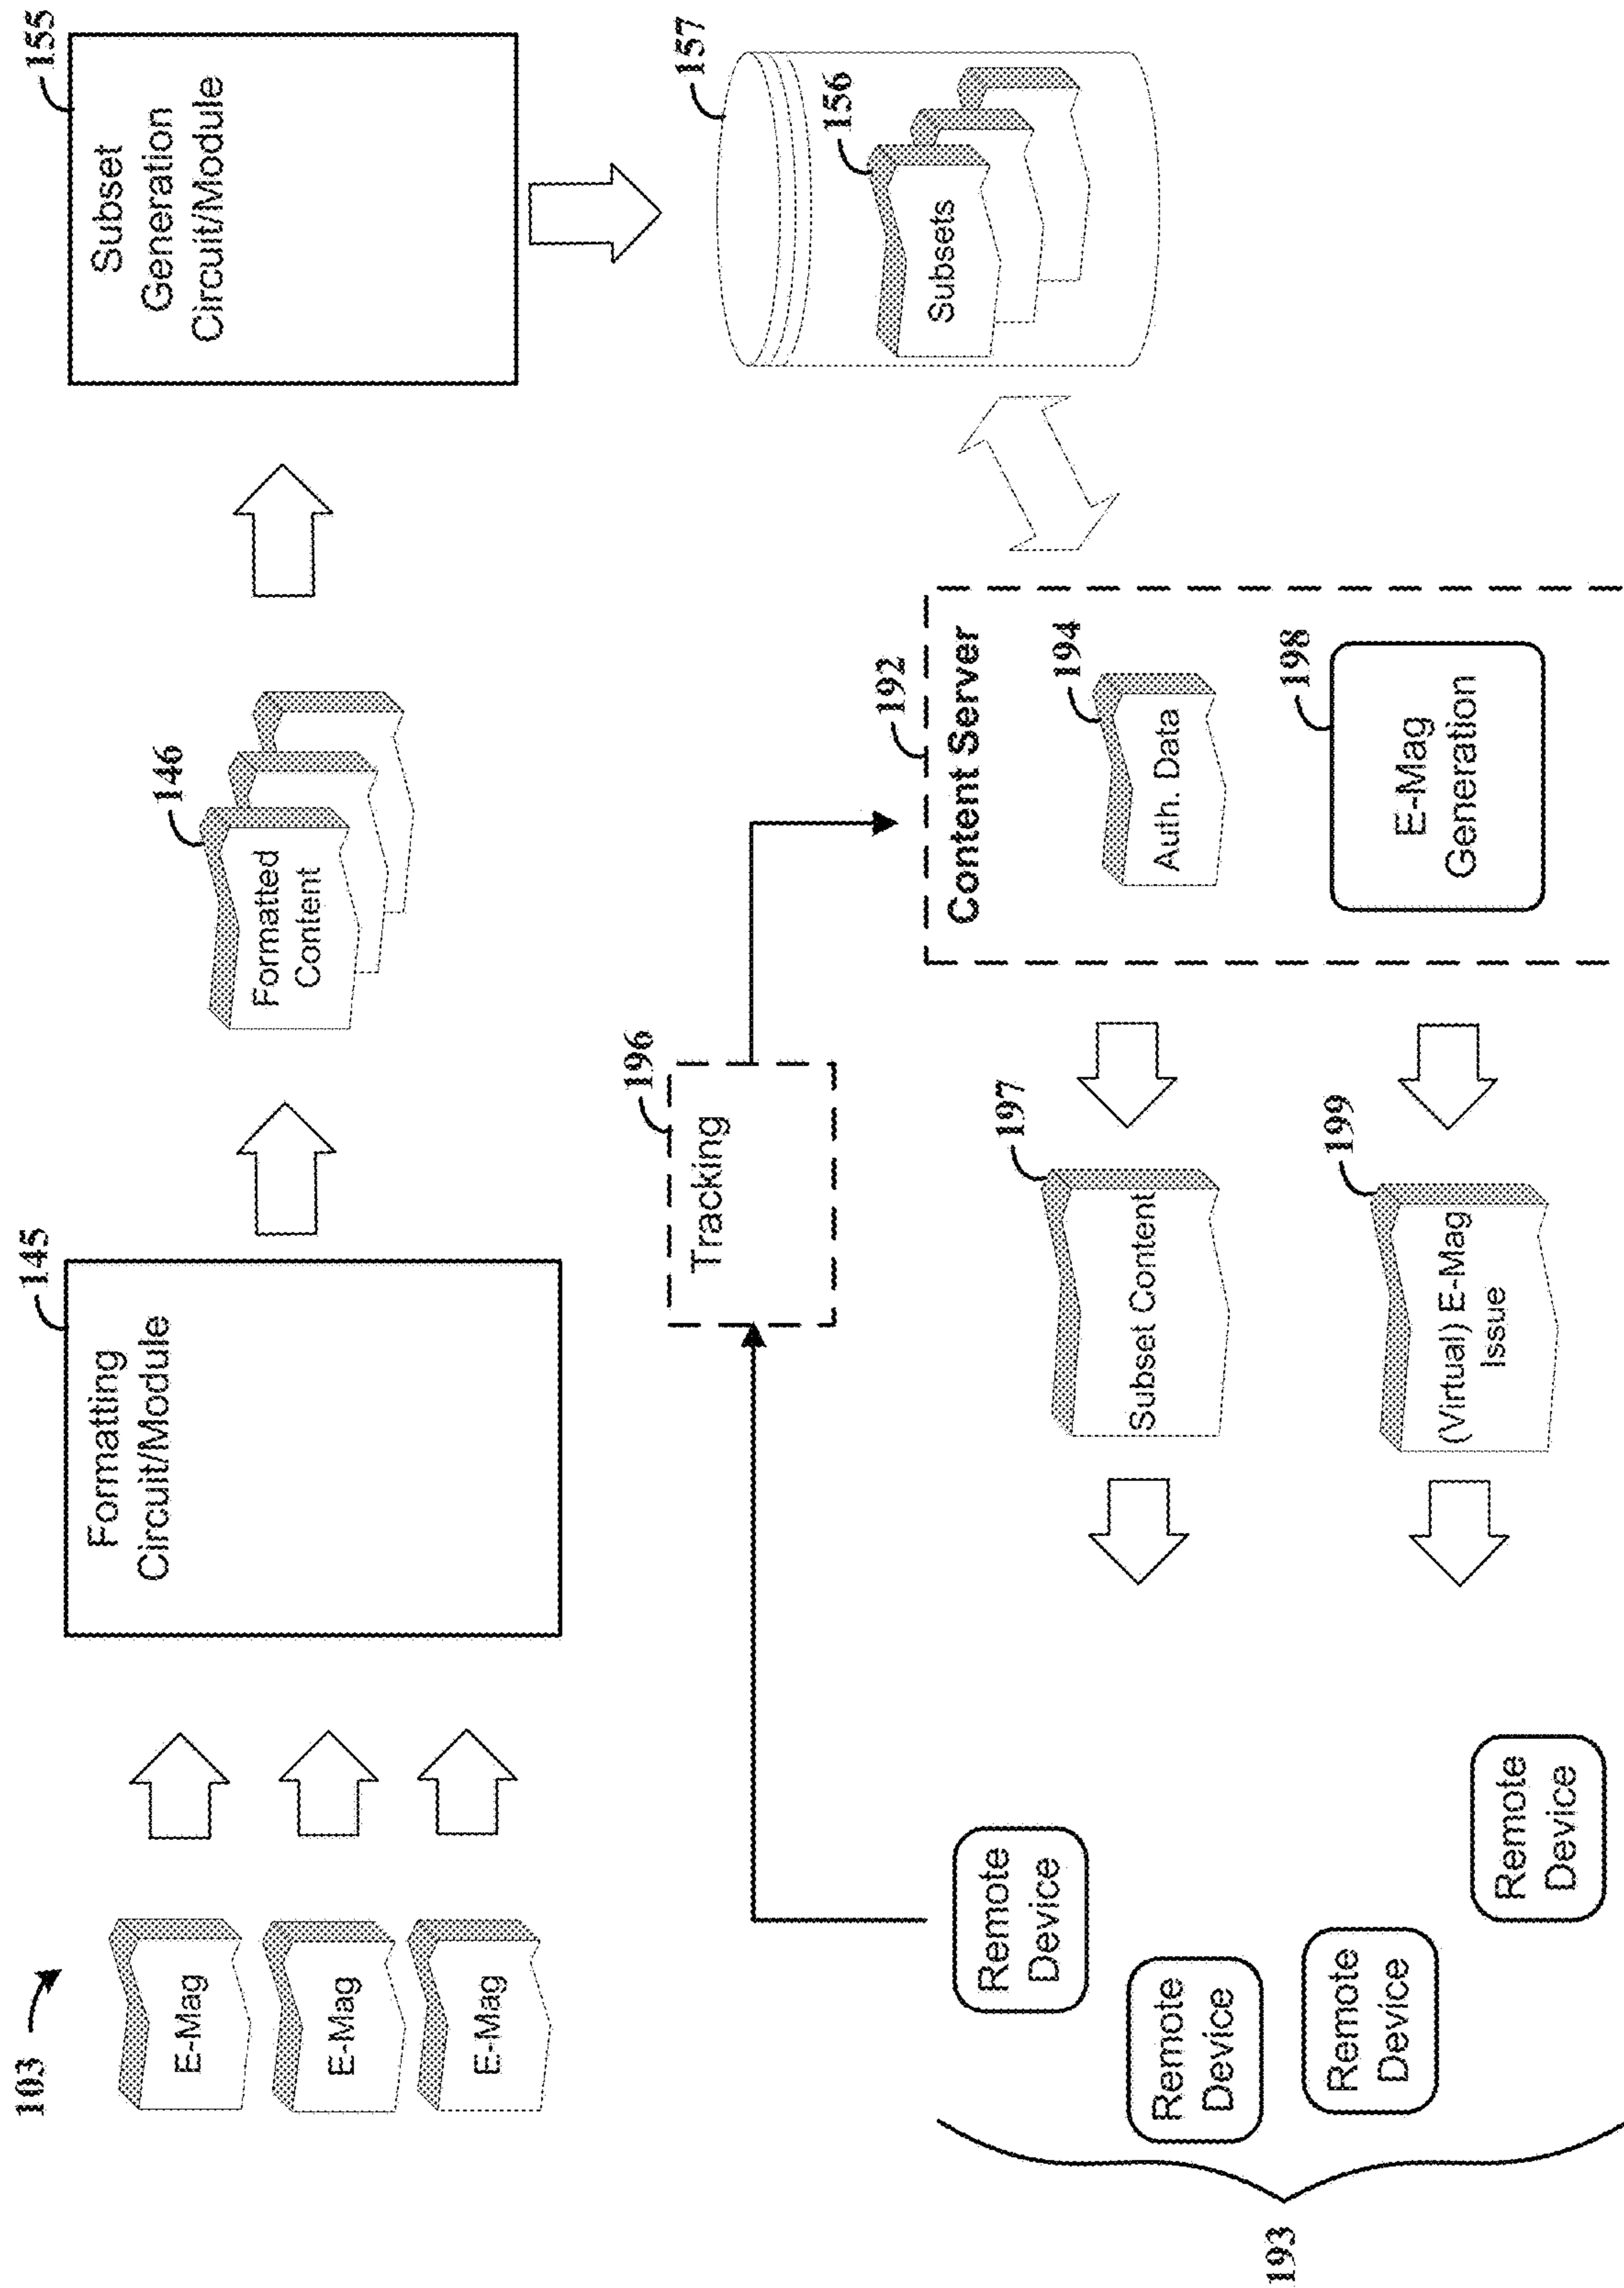 103
E-Mag
E-Mag
E-Mag
145
Formatting
Circuit/Module
146
Formatted
Content
155
Subset
Generation
Circuit/Module
157
156
Subsets
196
Tracking
192
Content Server
194
Auth. Data
198
E-Mag
Generation
197
Subset Content
199
(Virtual) E-Mag
Issue
193
Remote
Device
Remote
Device
Remote
Device
Remote
Device